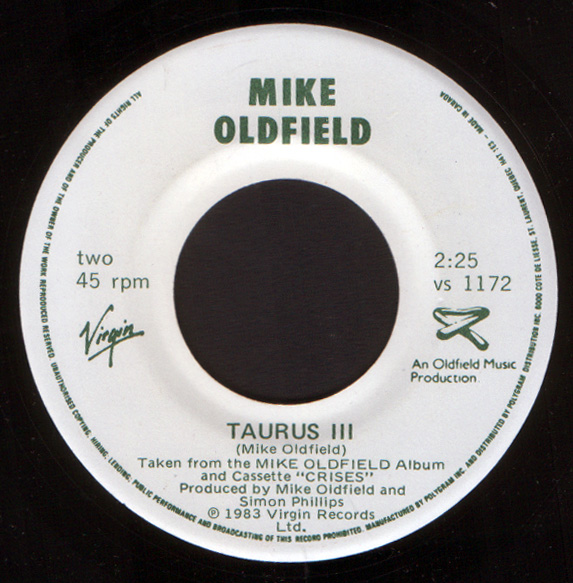 MIKE
OLDFIELD
two
45 rpm
2:25
vs 1172
Virgin
An Oldfield Music
Production.
TAURUS III
(Mike Oldfield)
Taken from the MIKE OLDFIELD Album
and Cassette "CRISES"
Produced by Mike Oldfield and
Simon Phillips
℗ 1983 Virgin Records
Ltd.
ALL RIGHTS OF THE PRODUCER AND OF THE OWNER OF THE WORK REPRODUCED RESERVED. UNAUTHORISED COPYING, HIRING, LENDING, PUBLIC PERFORMANCE AND BROADCASTING OF THIS RECORD PROHIBITED. MANUFACTURED BY POLYGRAM INC. AND DISTRIBUTED BY POLYGRAM DISTRIBUTION INC. 6000 COTE DE LIESSE, ST. LAURENT, QUEBEC H4T 1E3 - MADE IN CANADA